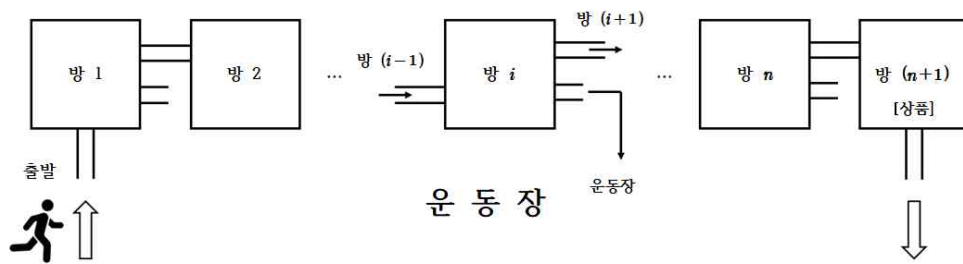 방 1
방 2
...
방 (i-1)
방 i
방 (i+1)
운동장
...
방 n
방 (n+1)
[상품]
출발
운 동 장